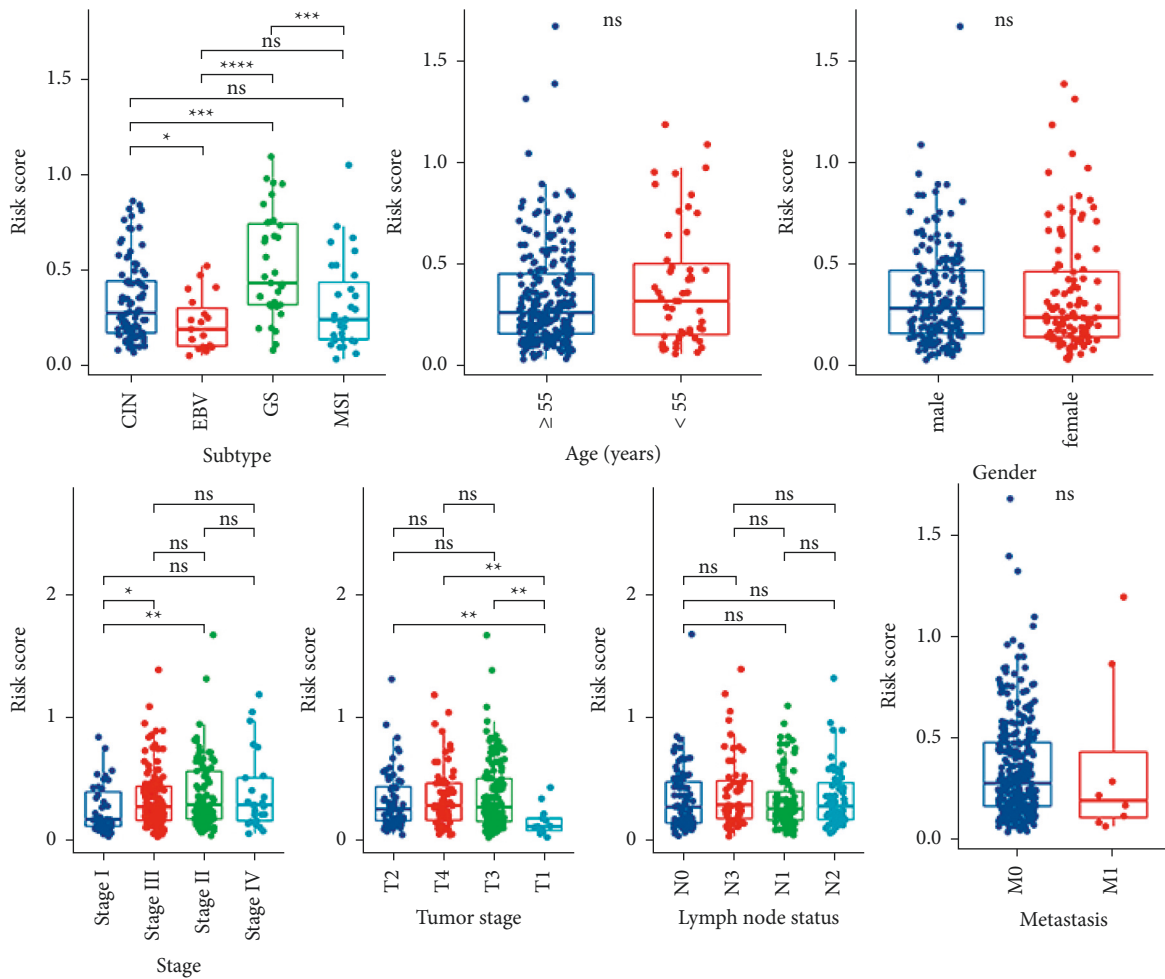 Risk score
1.5
1.0
0.5
0.0
***
ns
****
ns
***
*
CIN
EBV
GS
MSI
Subtype
Risk score
1.5
1.0
0.5
0.0
ns
≥ 55
< 55
Age (years)
Risk score
1.5
1.0
0.5
0.0
ns
male
female
Gender
Risk score
2
1
0
ns
ns
ns
ns
*
**
Stage I
Stage III
Stage II
Stage IV
Stage
Risk score
2
1
0
ns
ns
ns
**
**
**
T2
T4
T3
T1
Tumor stage
Risk score
2
1
0
ns
ns
ns
ns
ns
ns
N0
N3
N1
N2
Lymph node status
Risk score
1.5
1.0
0.5
0.0
ns
M0
M1
Metastasis